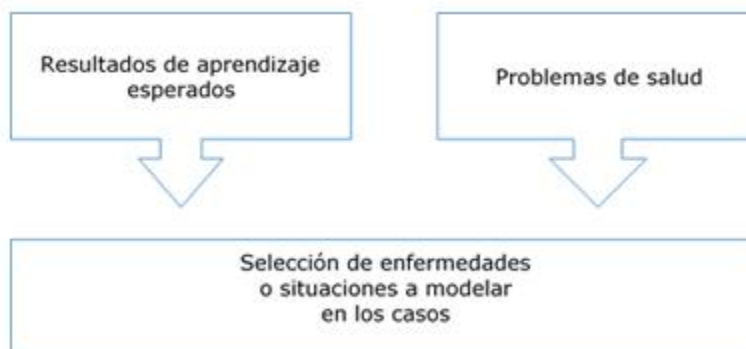 Resultados de aprendizaje
esperados
Problemas de salud
Selección de enfermedades
o situaciones a modelar
en los casos